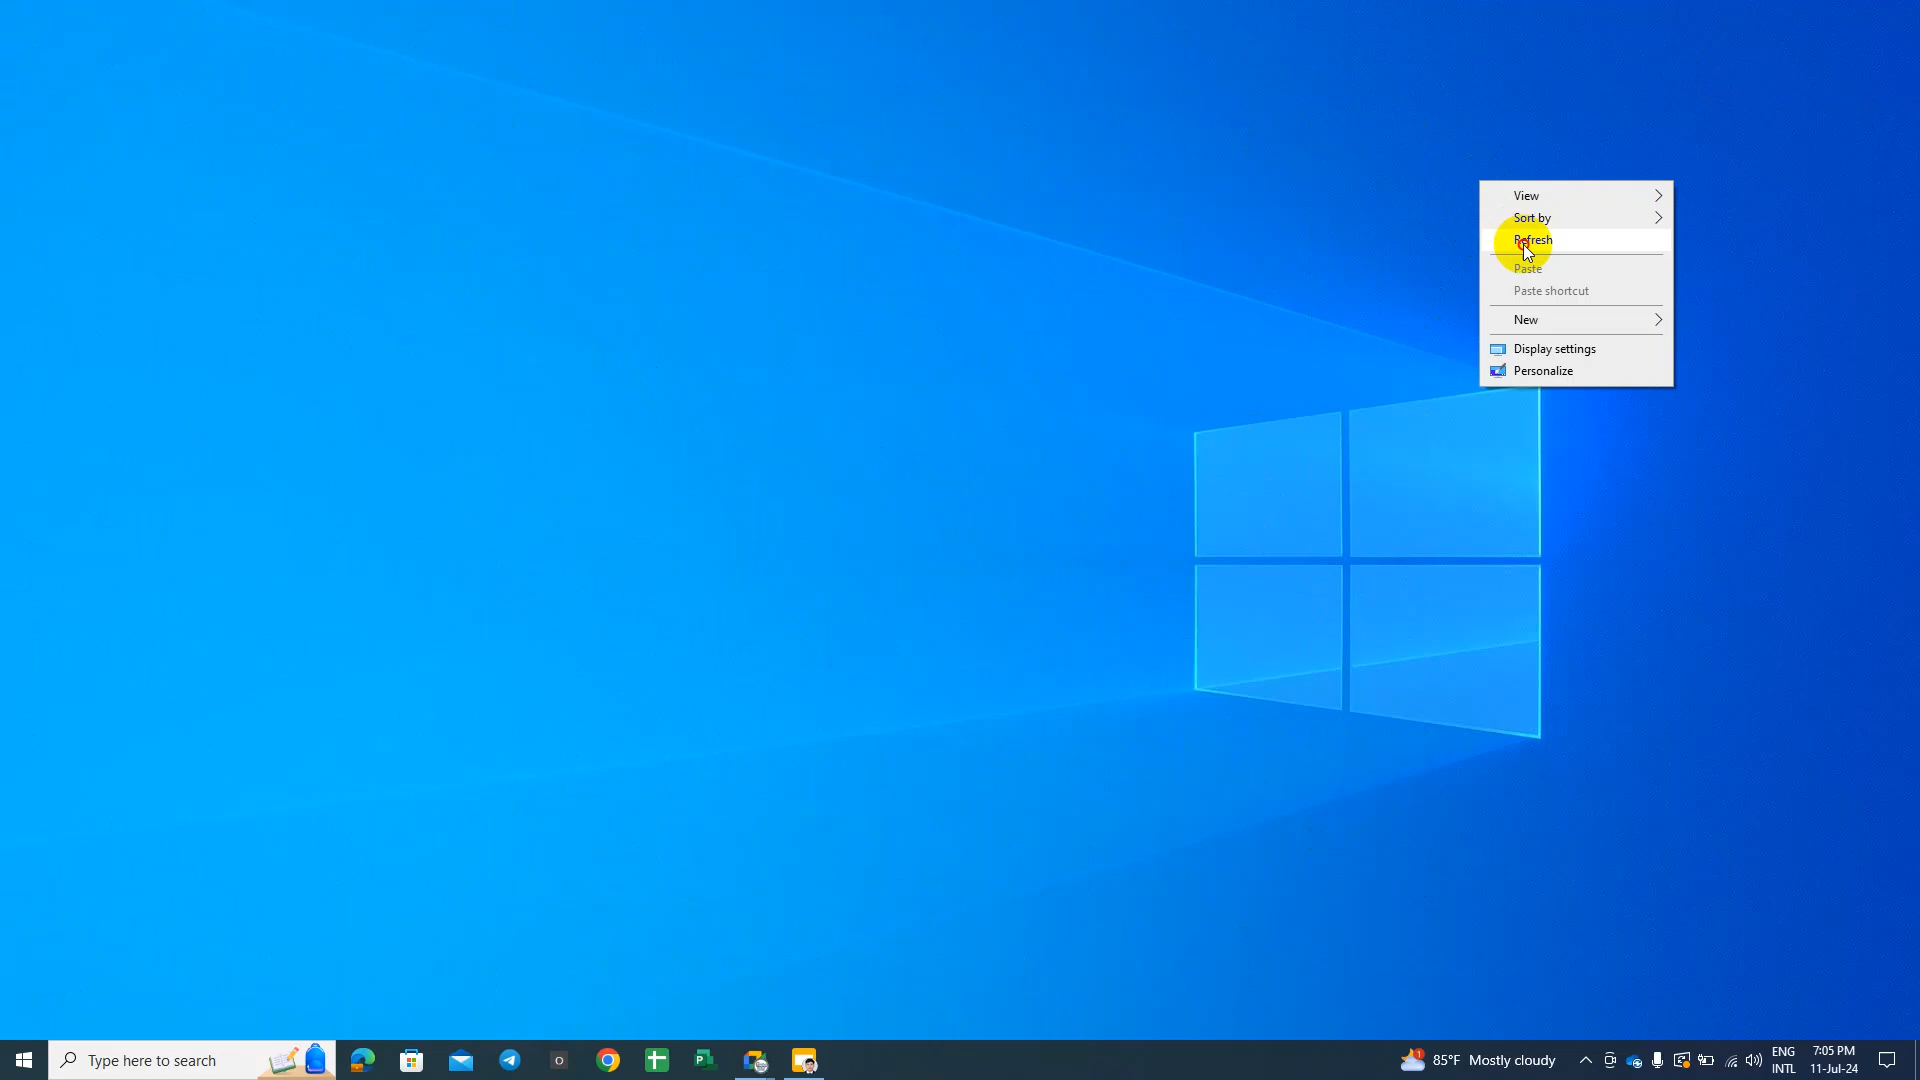 View
Sort by
Refresh
Paste
Paste shortcut
New
Display settings
Personalize
Type here to search
O
P
1
85°F Mostly cloudy
ENG
INTL
7:05 PM
11-Jul-24